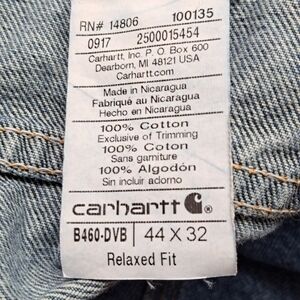 RN# 14806 100135
0917 2500015454
Carhartt, Inc. P. O. Box 600
Dearborn, MI 48121 USA
Carhartt.com
Made in Nicaragua
Fabriqué au Nicaragua
Hecho en Nicaragua
100% Cotton
Exclusive of Trimming
100% Coton
Sans garniture
100% Algodón
Sin incluir adorno
carhartt
B460-DVB 44 X 32
Relaxed Fit